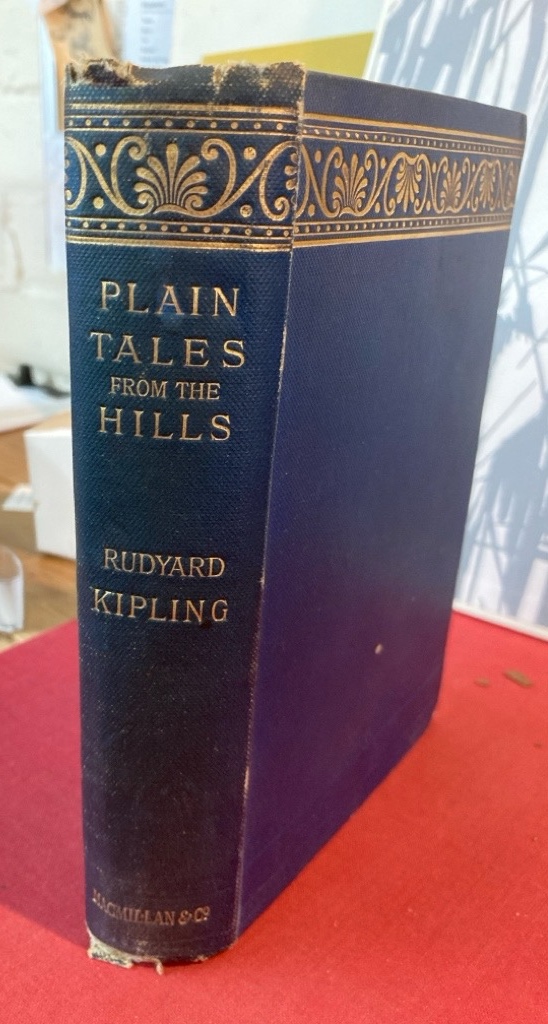 PLAIN
TALES
FROM THE
HILLS
RUDYARD
KIPLING
MACMILLAN & Co